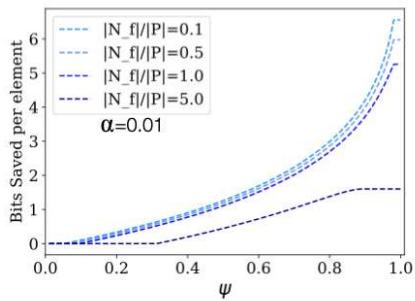 |N_f|/|P|=0.1
|N_f|/|P|=0.5
|N_f|/|P|=1.0
|N_f|/|P|=5.0
α=0.01
Bits Saved per element
6
5
4
3
2
1
0
0.0 0.2 0.4 0.6 0.8 1.0
ψ